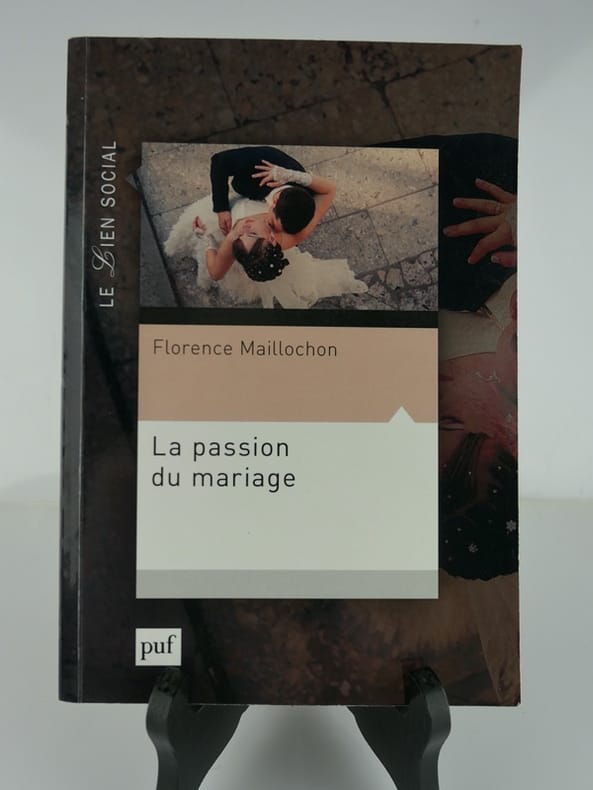 LE LIEN SOCIAL
Florence Maillochon
La passion
du mariage
puf